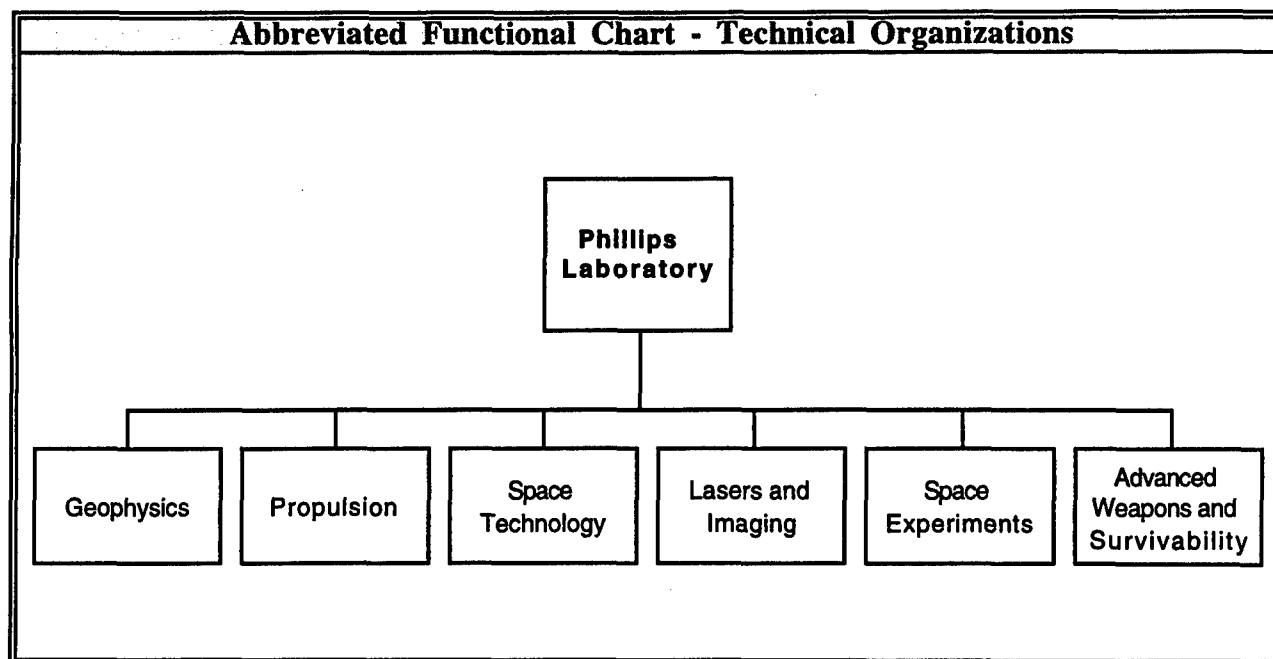 Abbreviated Functional Chart - Technical Organizations
Phillips
Laboratory
Geophysics
Propulsion
Space
Technology
Lasers and
Imaging
Space
Experiments
Advanced
Weapons and
Survivability